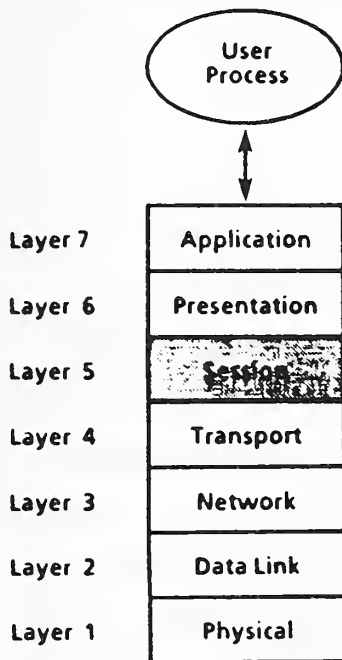 User
Process
Layer 7 Application
Layer 6 Presentation
Layer 5 Session
Layer 4 Transport
Layer 3 Network
Layer 2 Data Link
Layer 1 Physical